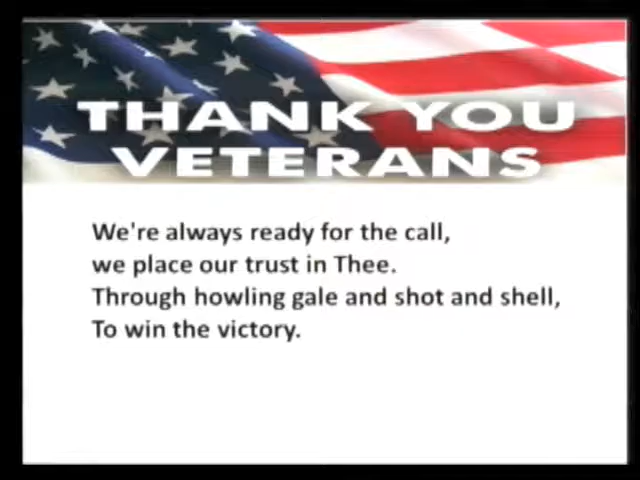 THANK YOU
VETERANS
We're always ready for the call,
we place our trust in Thee.
Through howling gale and shot and shell,
To win the victory.